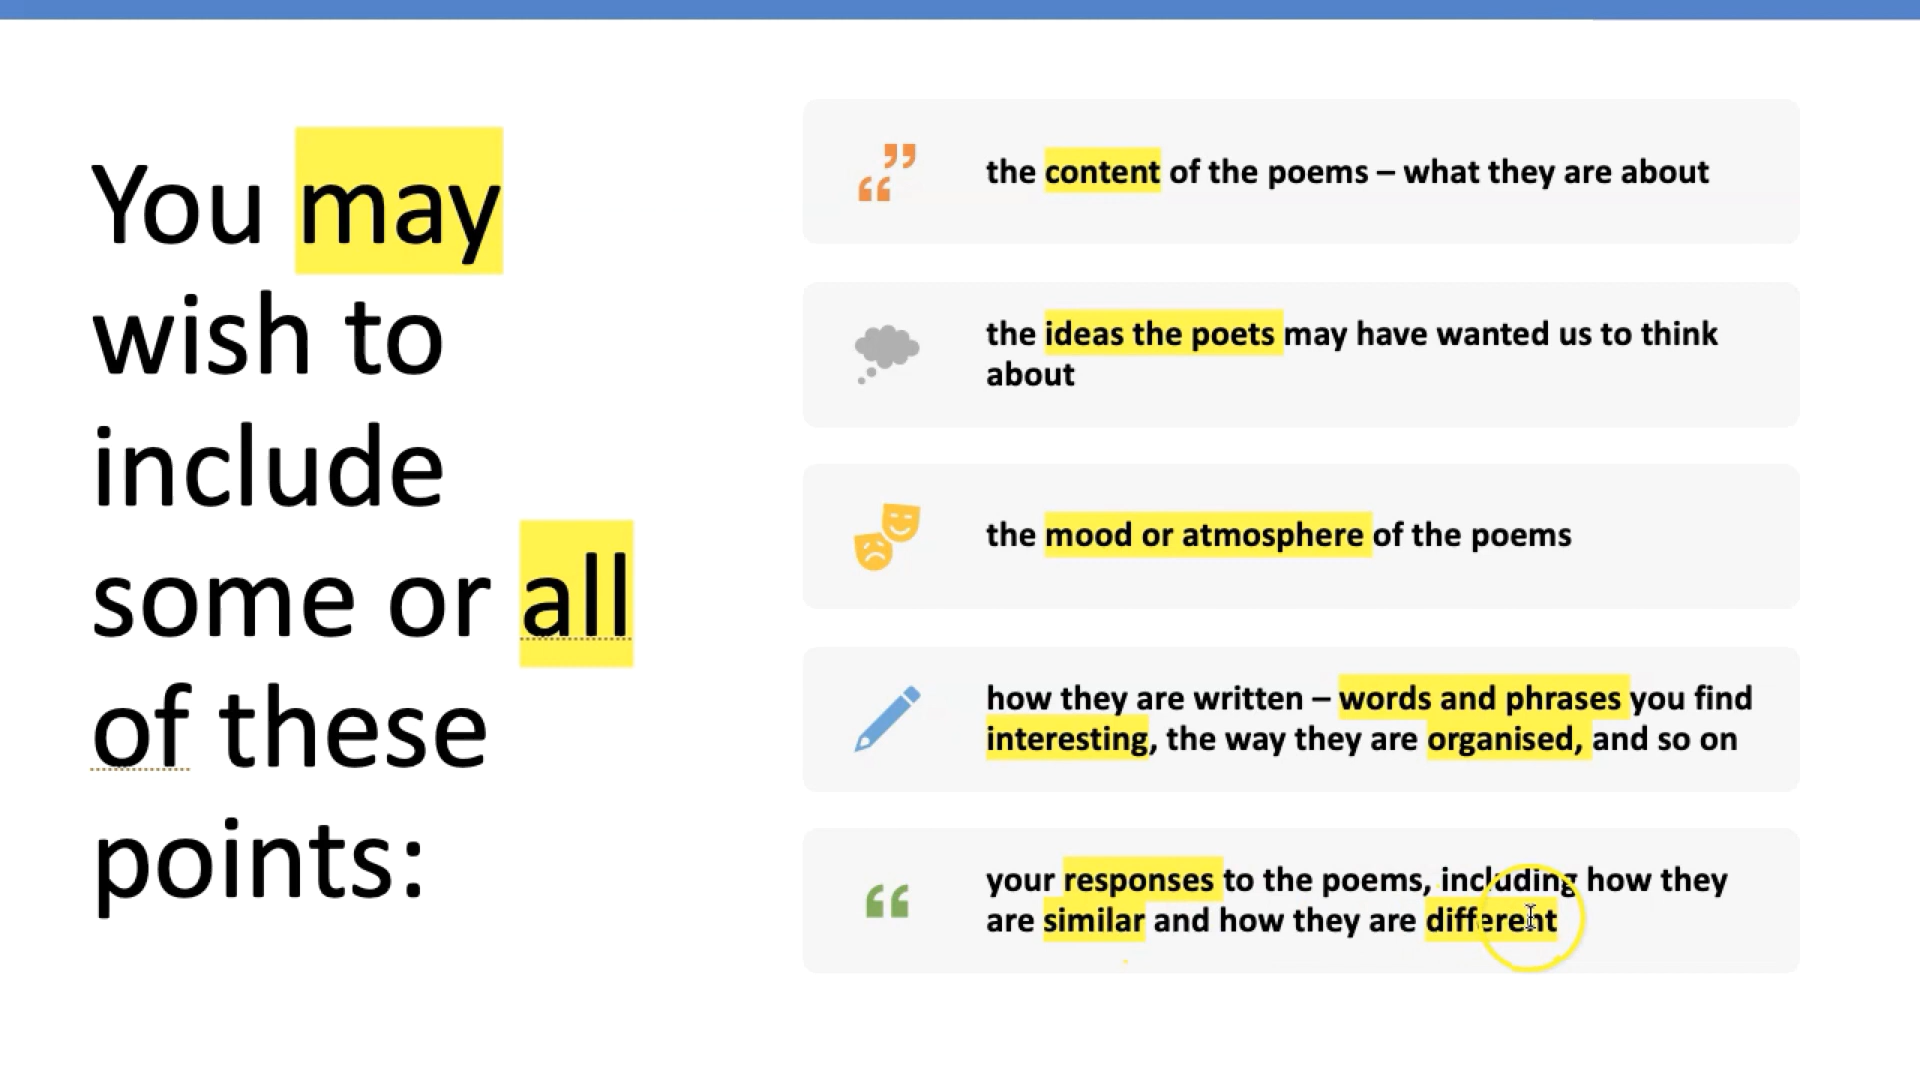 You may
wish to
include
some or all
of these
points:
the content of the poems – what they are about
the ideas the poets may have wanted us to think
about
the mood or atmosphere of the poems
how they are written – words and phrases you find
interesting, the way they are organised, and so on
your responses to the poems, including how they
are similar and how they are different